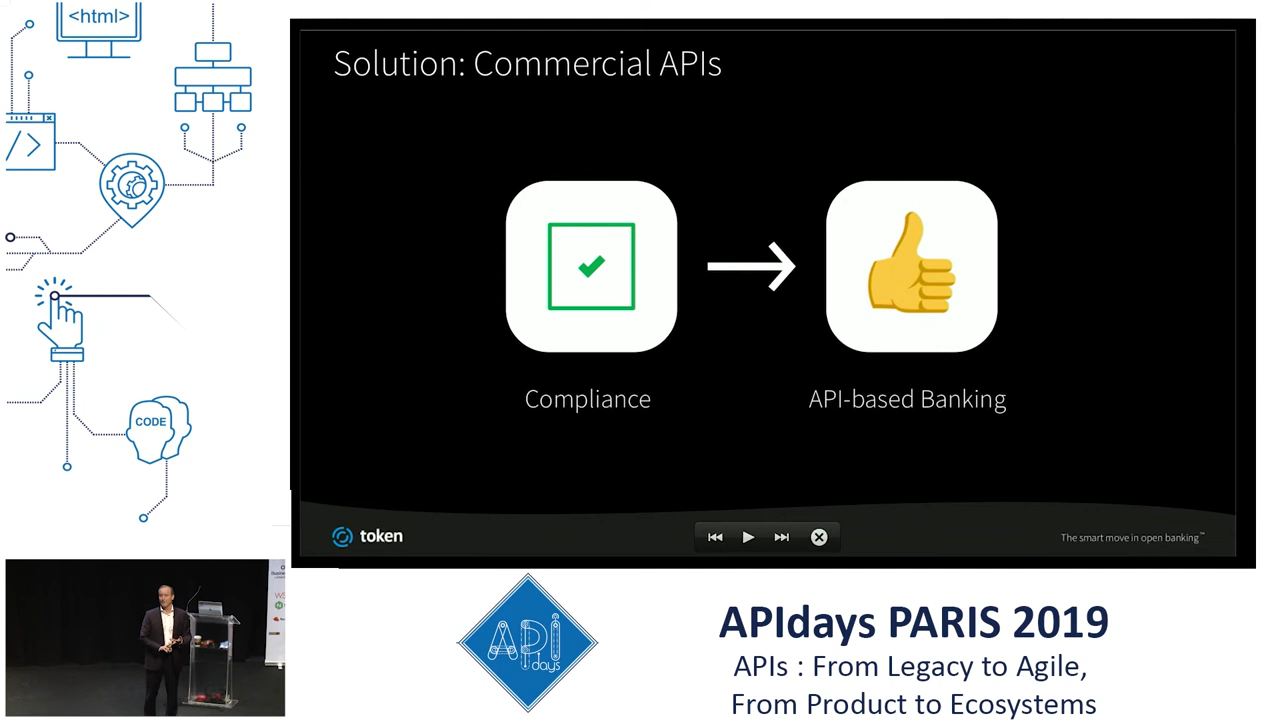 <html>
</>
CODE
Solution: Commercial APIs
Compliance
API-based Banking
token
The smart move in open banking™
APIdays
APIdays PARIS 2019
APIs : From Legacy to Agile,
From Product to Ecosystems